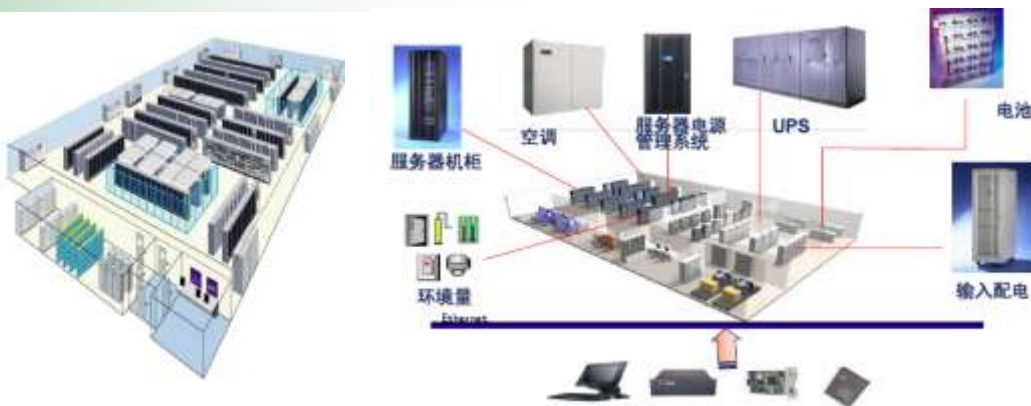 服务器机柜
空调
服务器电源
管理系统
UPS
电池
环境量
输入配电
Ethernet